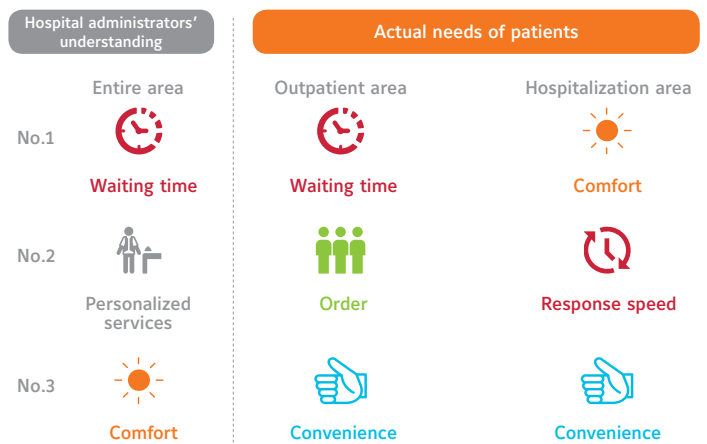 Hospital administrators'
understanding
Actual needs of patients
Entire area
Outpatient area
Hospitalization area
No.1
Waiting time
Waiting time
Comfort
No.2
Personalized
services
Order
Response speed
No.3
Comfort
Convenience
Convenience